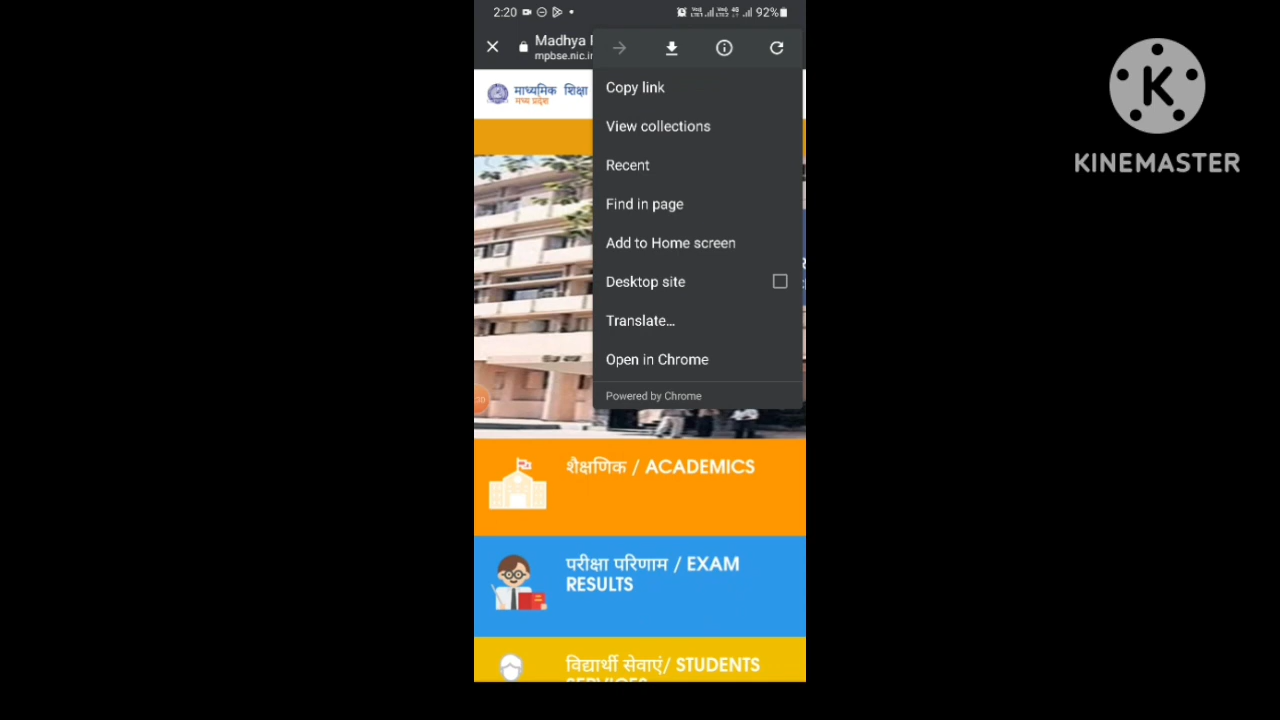 2:20
92%
Madhya
mpbse.nic.in
माध्यमिक शिक्षा
मध्य प्रदेश
Copy link
View collections
Recent
Find in page
Add to Home screen
Desktop site
Translate...
Open in Chrome
Powered by Chrome
30
शैक्षणिक / ACADEMICS
परीक्षा परिणाम / EXAM
RESULTS
विद्यार्थी सेवाएं/ STUDENTS
SERVICES
K
KINEMASTER